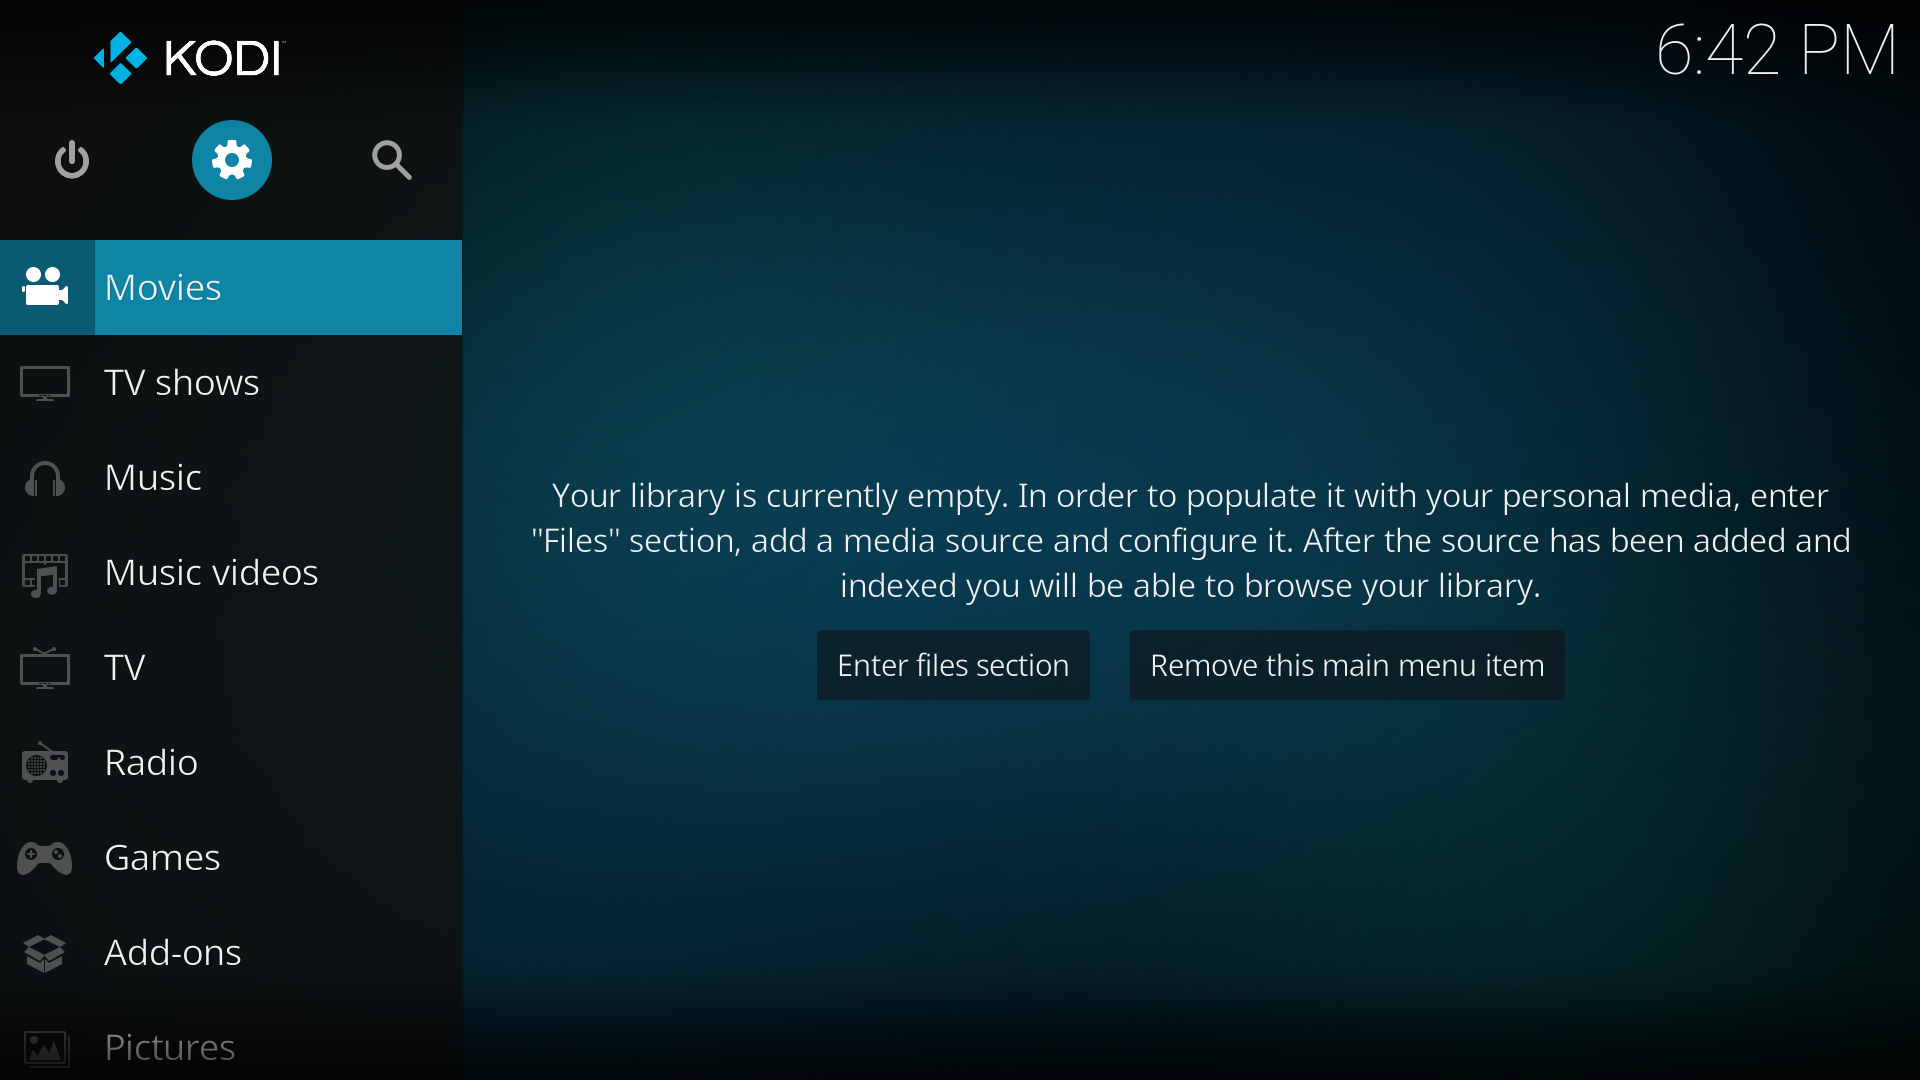 KODI
6:42 PM
Movies
TV shows
Music
Music videos
TV
Radio
Games
Add-ons
Pictures
Your library is currently empty. In order to populate it with your personal media, enter
"Files" section, add a media source and configure it. After the source has been added and
indexed you will be able to browse your library.
Enter files section
Remove this main menu item